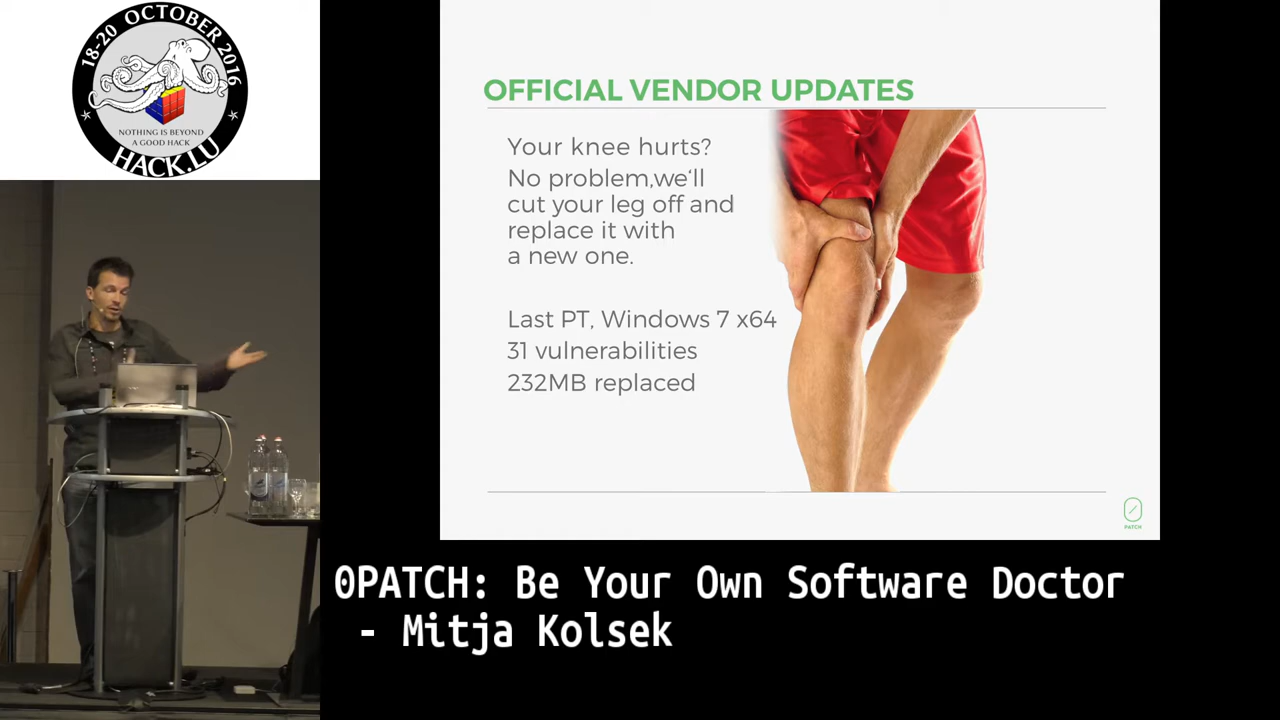 18-20 OCTOBER 2016
NOTHING IS BEYOND
A GOOD HACK
HACK.LU
OFFICIAL VENDOR UPDATES
Your knee hurts?
No problem,we'll
cut your leg off and
replace it with
a new one.
Last PT, Windows 7 x64
31 vulnerabilities
232MB replaced
0
PATCH
0PATCH: Be Your Own Software Doctor
- Mitja Kolsek